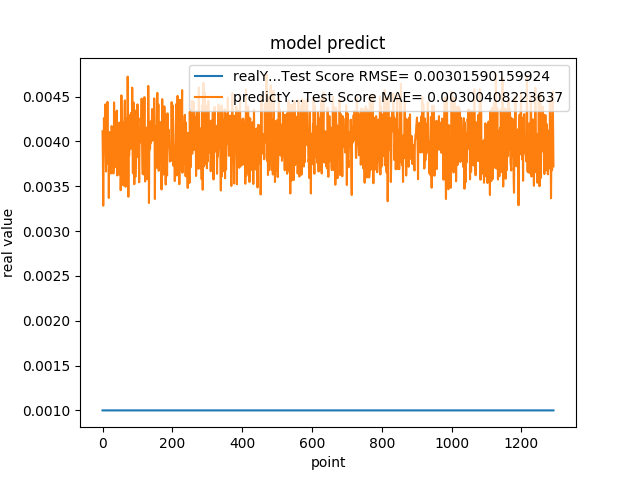 model predict
realY...Test Score RMSE= 0.00301590159924
predictY...Test Score MAE= 0.00300408223637
0.0045
0.0040
0.0035
0.0030
0.0025
0.0020
0.0015
0.0010
real value
0 200 400 600 800 1000 1200
point